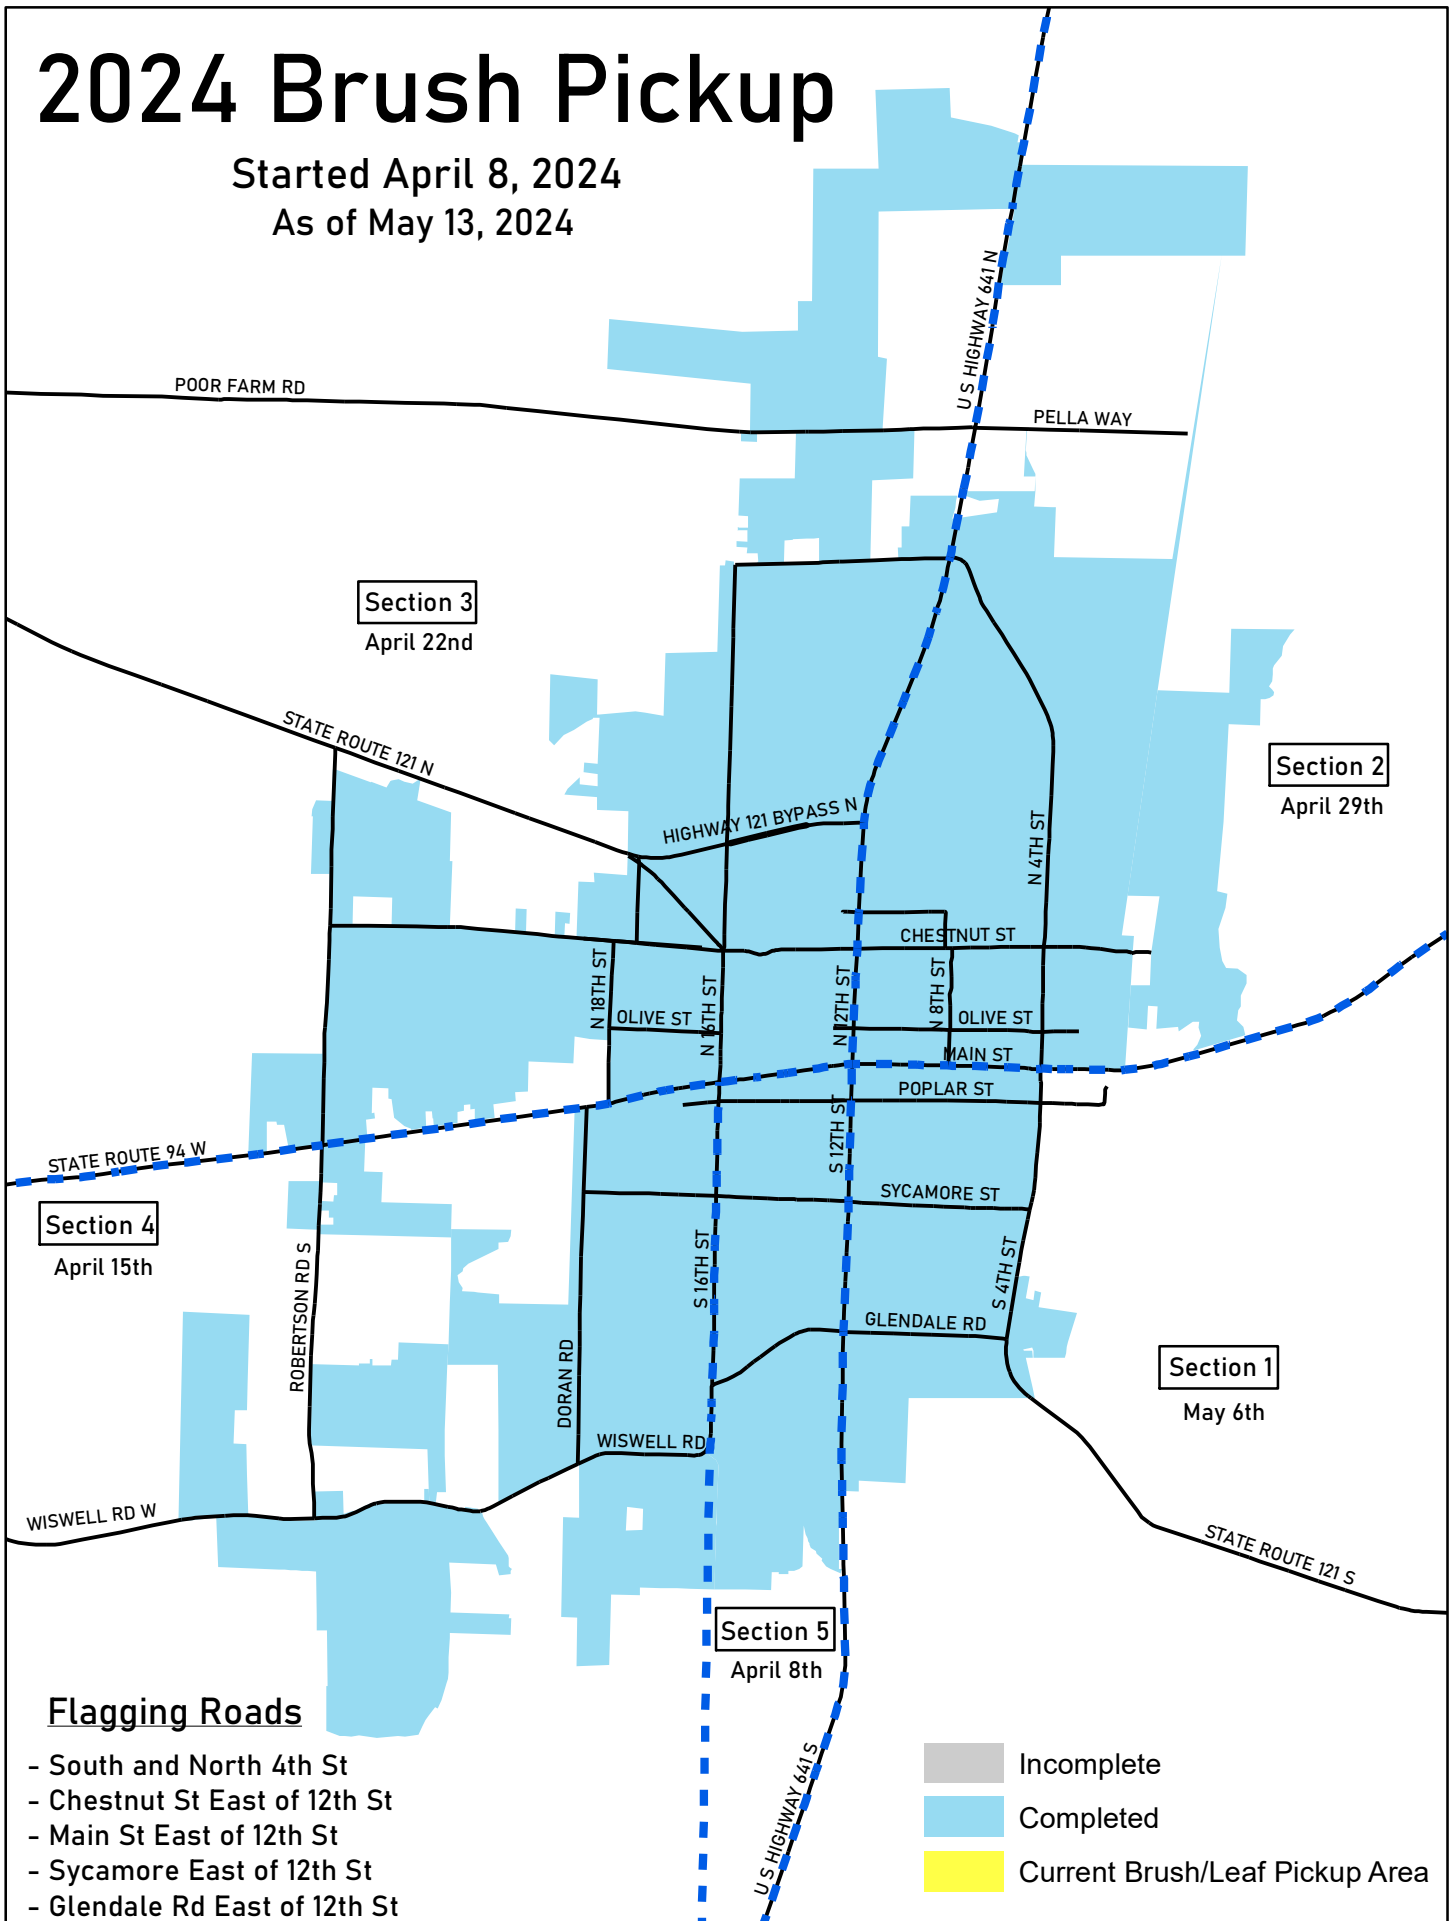 2024 Brush Pickup
Started April 8, 2024
As of May 13, 2024
U S HIGHWAY 641 N
POOR FARM RD
PELLA WAY
Section 3
April 22nd
STATE ROUTE 121 N
Section 2
April 29th
HIGHWAY 121 BYPASS N
N 4TH ST
CHESTNUT ST
N 18TH ST
N 16TH ST
N 12TH ST
N 8TH ST
OLIVE ST
OLIVE ST
MAIN ST
POPLAR ST
S 12TH ST
STATE ROUTE 94 W
SYCAMORE ST
Section 4
April 15th
ROBERTSON RD S
S 16TH ST
S 4TH ST
GLENDALE RD
DORAN RD
Section 1
May 6th
WISWELL RD
WISWELL RD W
STATE ROUTE 121 S
Section 5
April 8th
U S HIGHWAY 641 S
Flagging Roads
- South and North 4th St
- Chestnut St East of 12th St
- Main St East of 12th St
- Sycamore East of 12th St
- Glendale Rd East of 12th St
Incomplete
Completed
Current Brush/Leaf Pickup Area